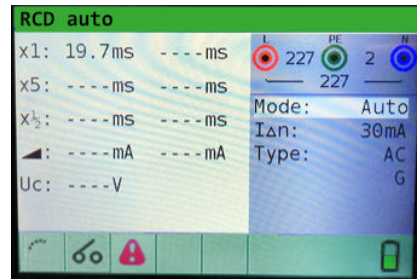 RCD auto
x1: 19.7ms ----ms
x5: ----ms ----ms
x½: ----ms ----ms
◢: ----mA ----mA
Uc: ----V
L PE N
227 2
227
Mode: Auto
I∆n: 30mA
Type: AC
G